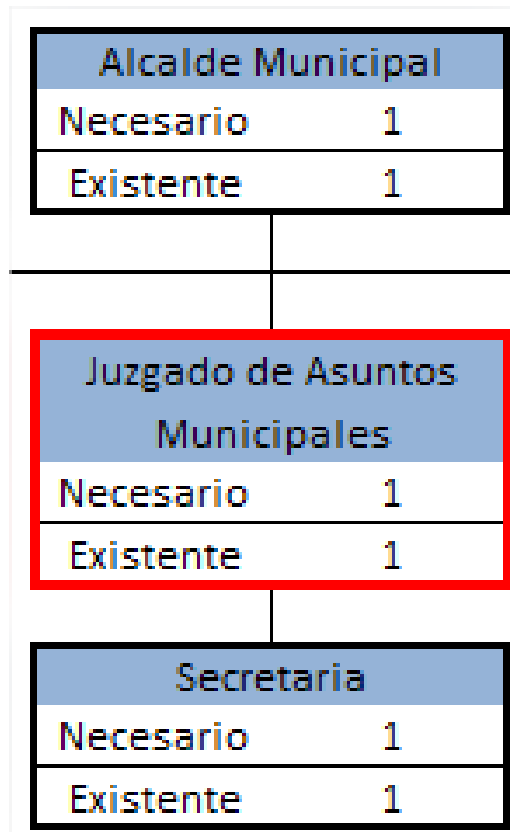 Alcalde Municipal
Necesario 1
Existente 1
Juzgado de Asuntos
Municipales
Necesario 1
Existente 1
Secretaria
Necesario 1
Existente 1